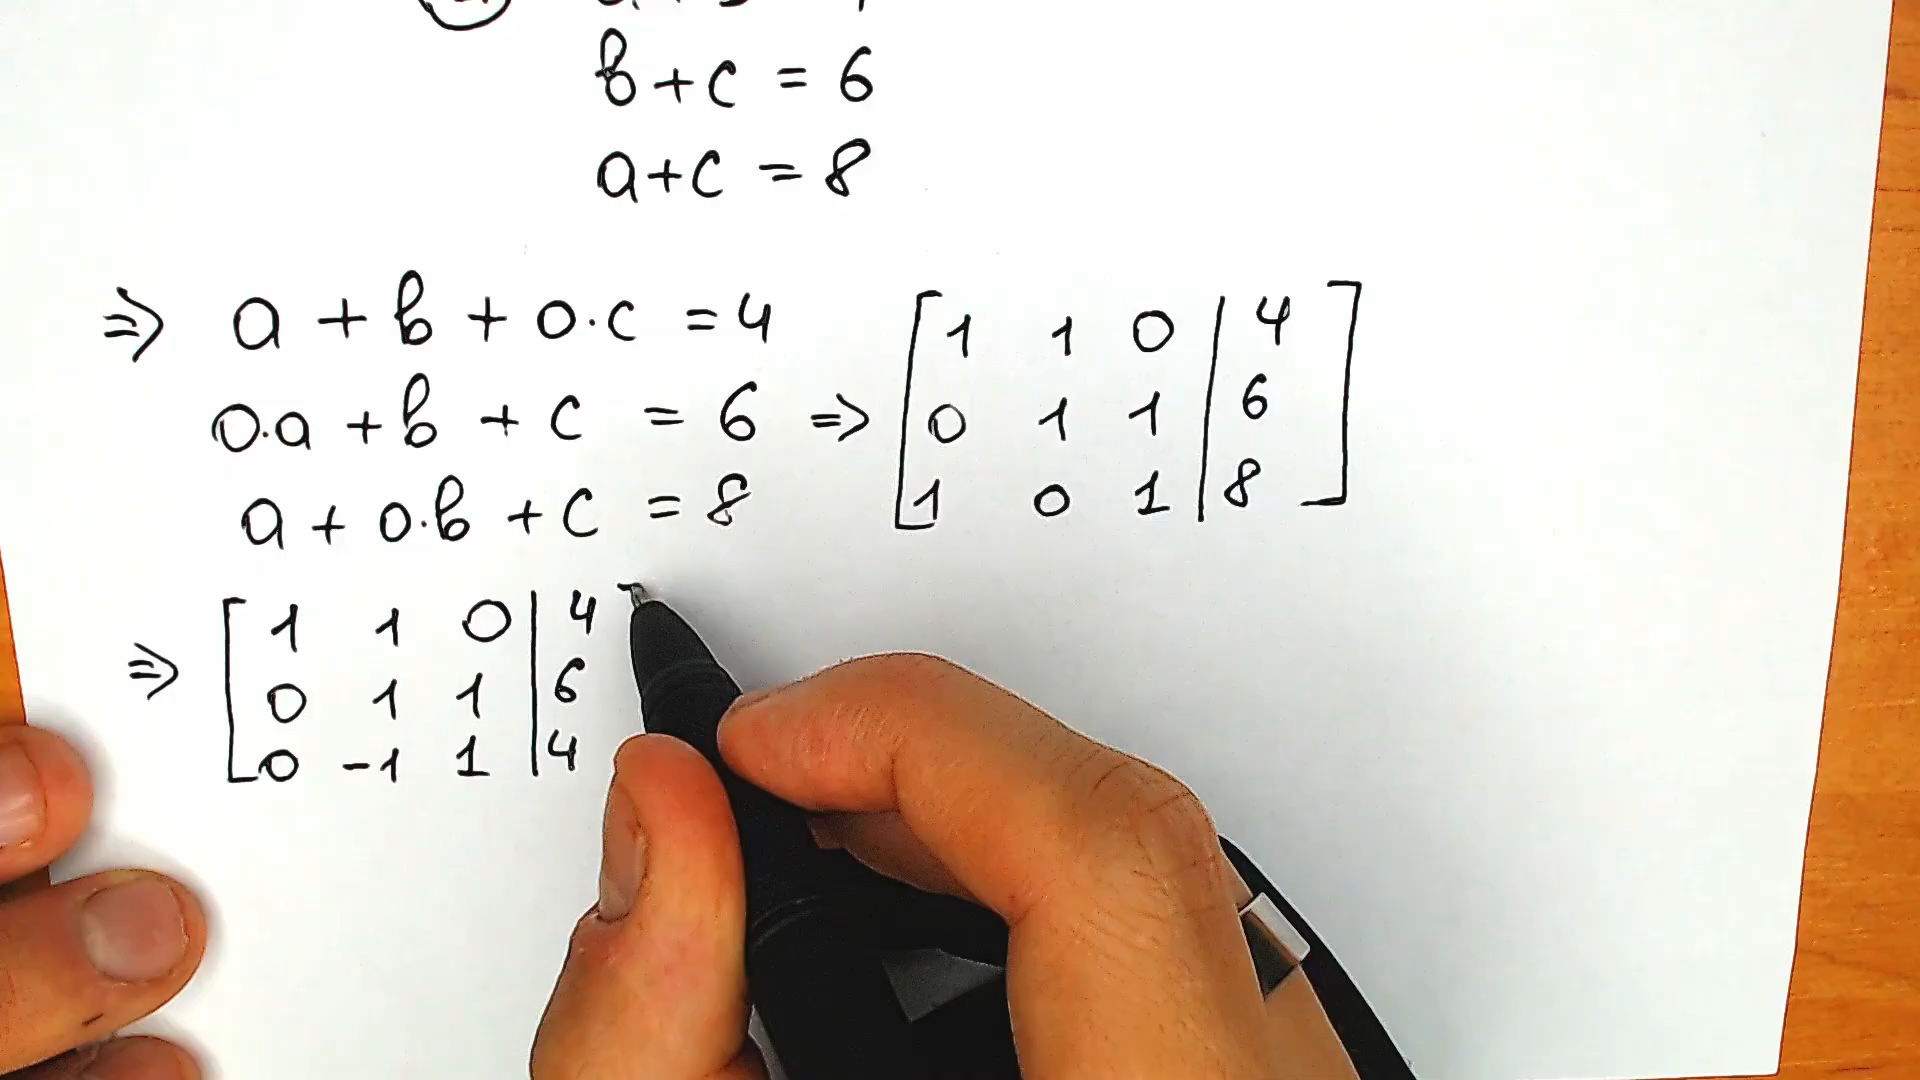 b+c = 6
a+c = 8
⇒ a + b + 0·c = 4
0·a + b + c = 6 ⇒
a + 0·b + c = 8
[1 1 0 | 4]
[0 1 1 | 6]
[1 0 1 | 8]
⇒ [1 1 0 | 4
[0 1 1 | 6
[0 -1 1 | 4